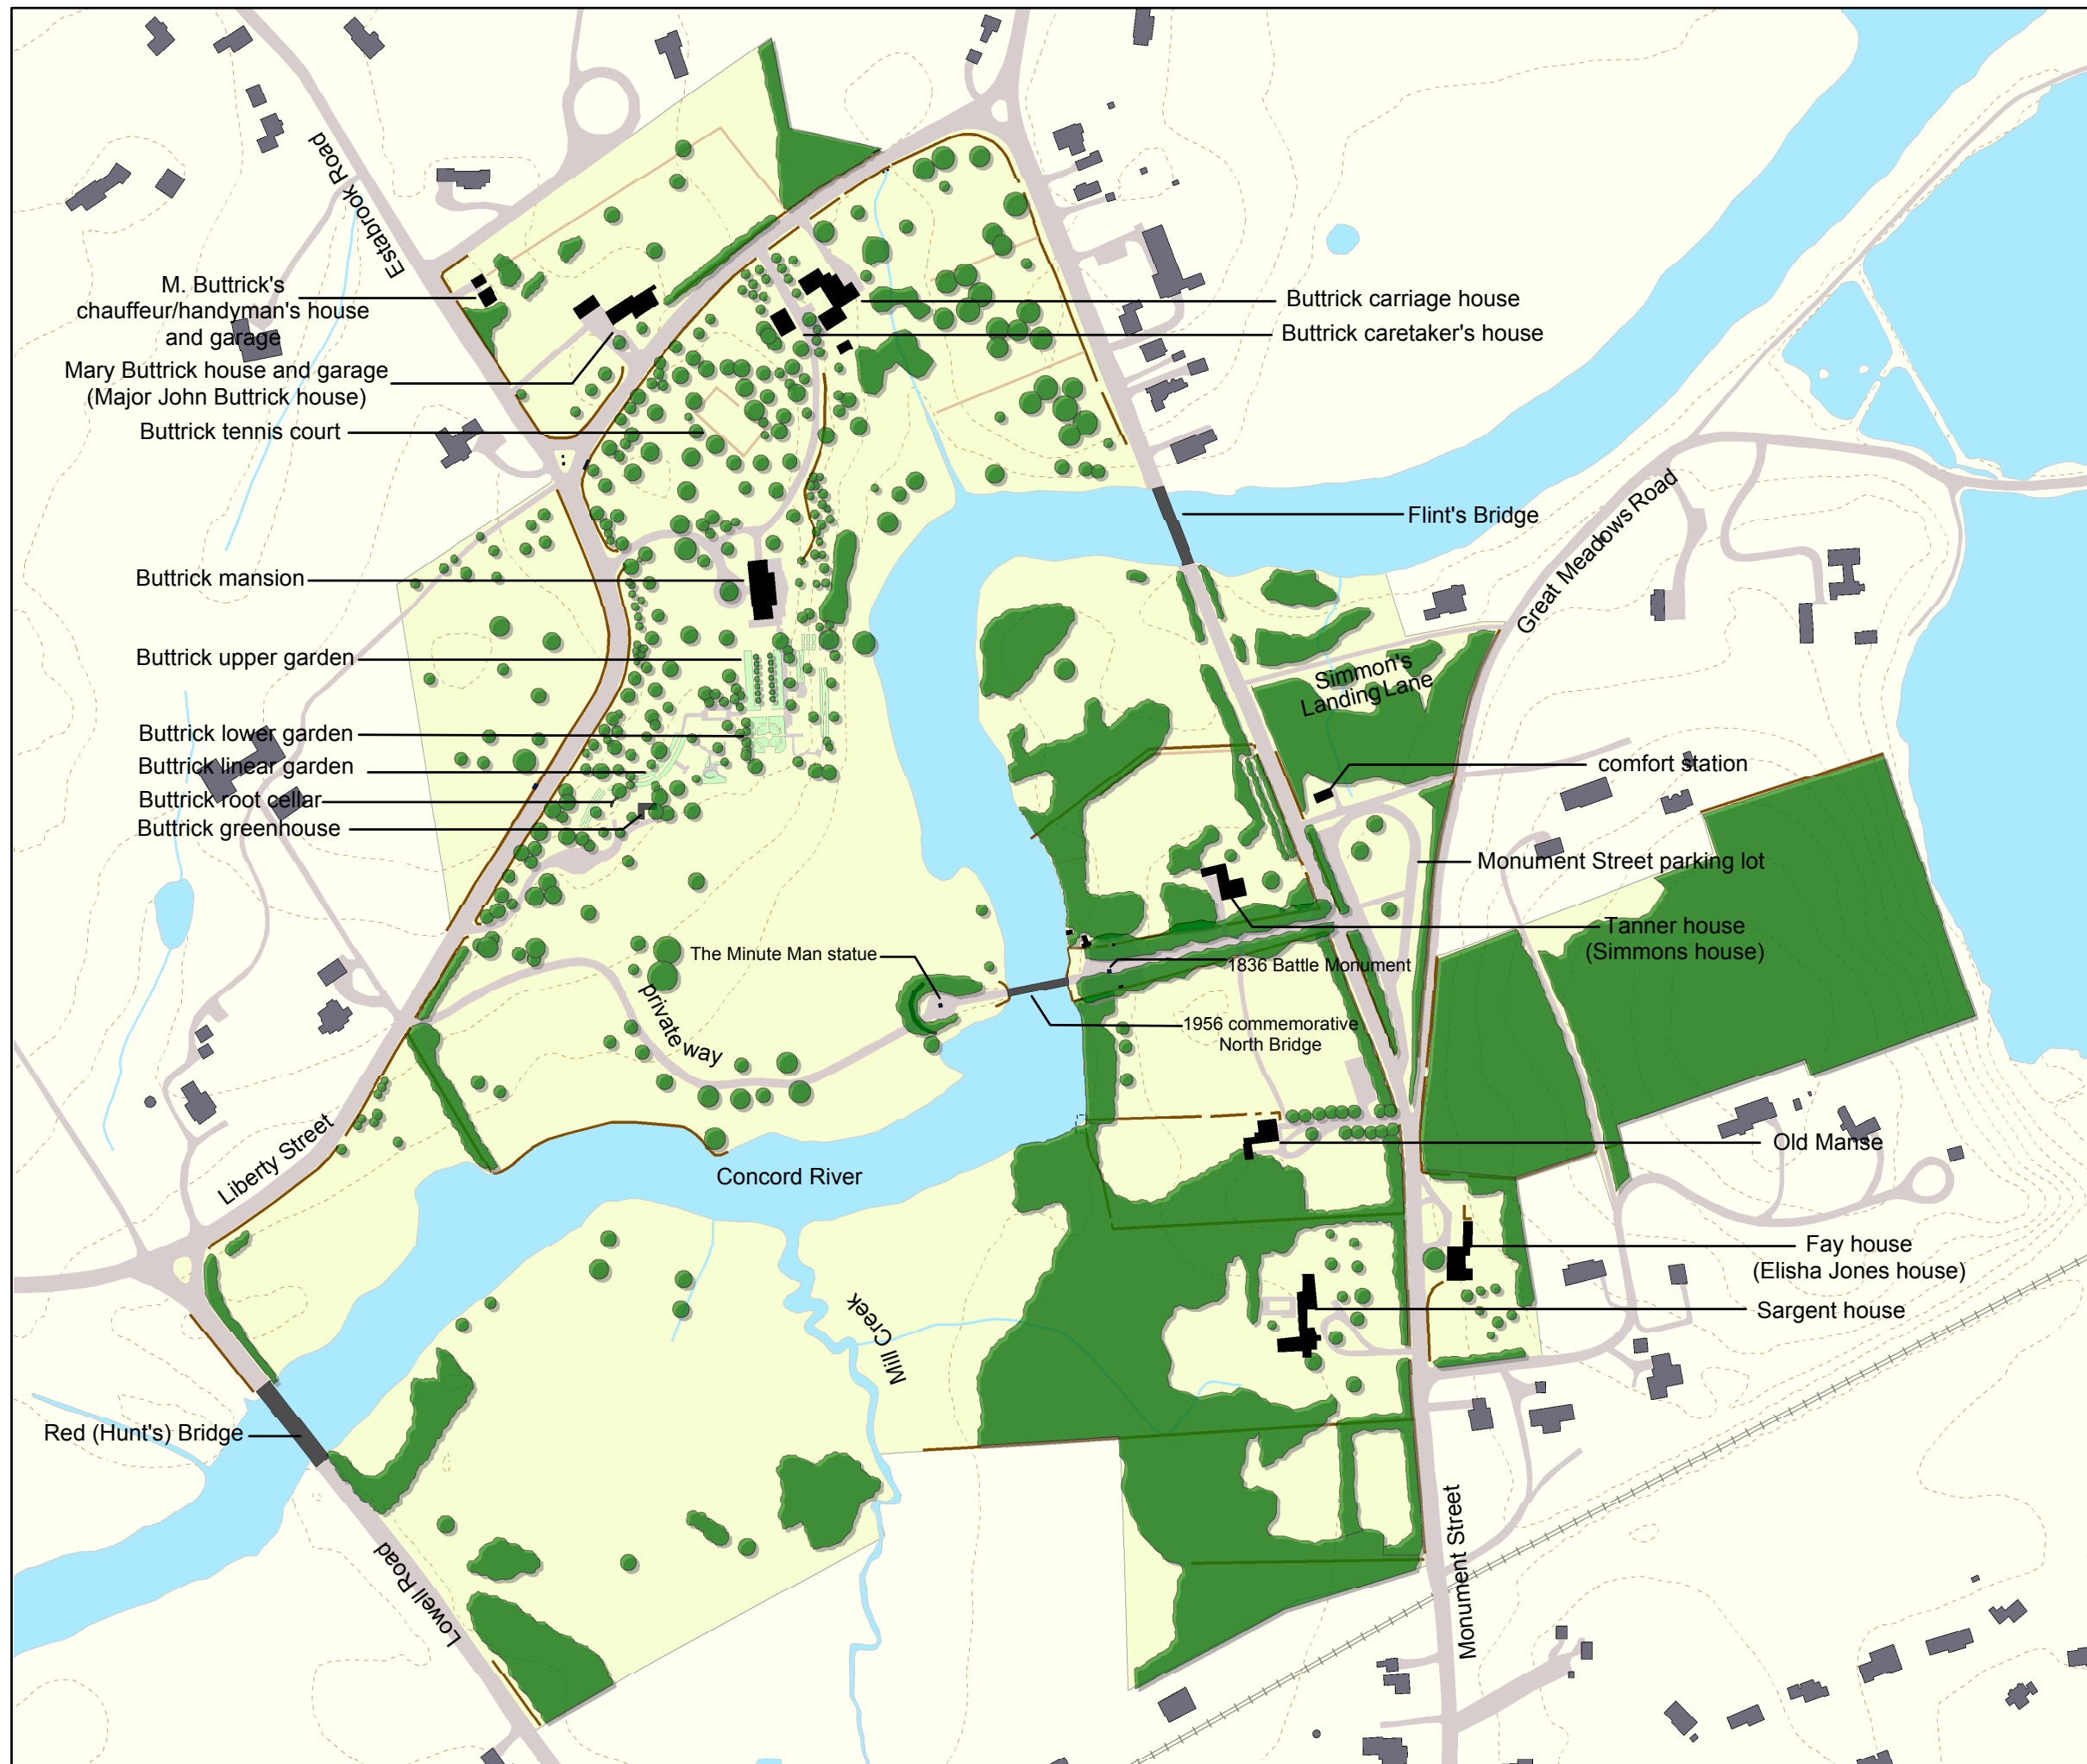 Estabrook Road
M. Buttrick's
chauffeur/handyman's house
and garage
Mary Buttrick house and garage
(Major John Buttrick house)
Buttrick tennis court
Buttrick carriage house
Buttrick caretaker's house
Flint's Bridge
Great Meadows Road
Buttrick mansion
Buttrick upper garden
Simmon's
Landing Lane
Buttrick lower garden
Buttrick linear garden
Buttrick root cellar
Buttrick greenhouse
comfort station
Monument Street parking lot
Tanner house
(Simmons house)
The Minute Man statue
1836 Battle Monument
private way
1956 commemorative
North Bridge
Liberty Street
Concord River
Old Manse
Fay house
(Elisha Jones house)
Sargent house
Mill Creek
Red (Hunt's) Bridge
Lowell Road
Monument Street